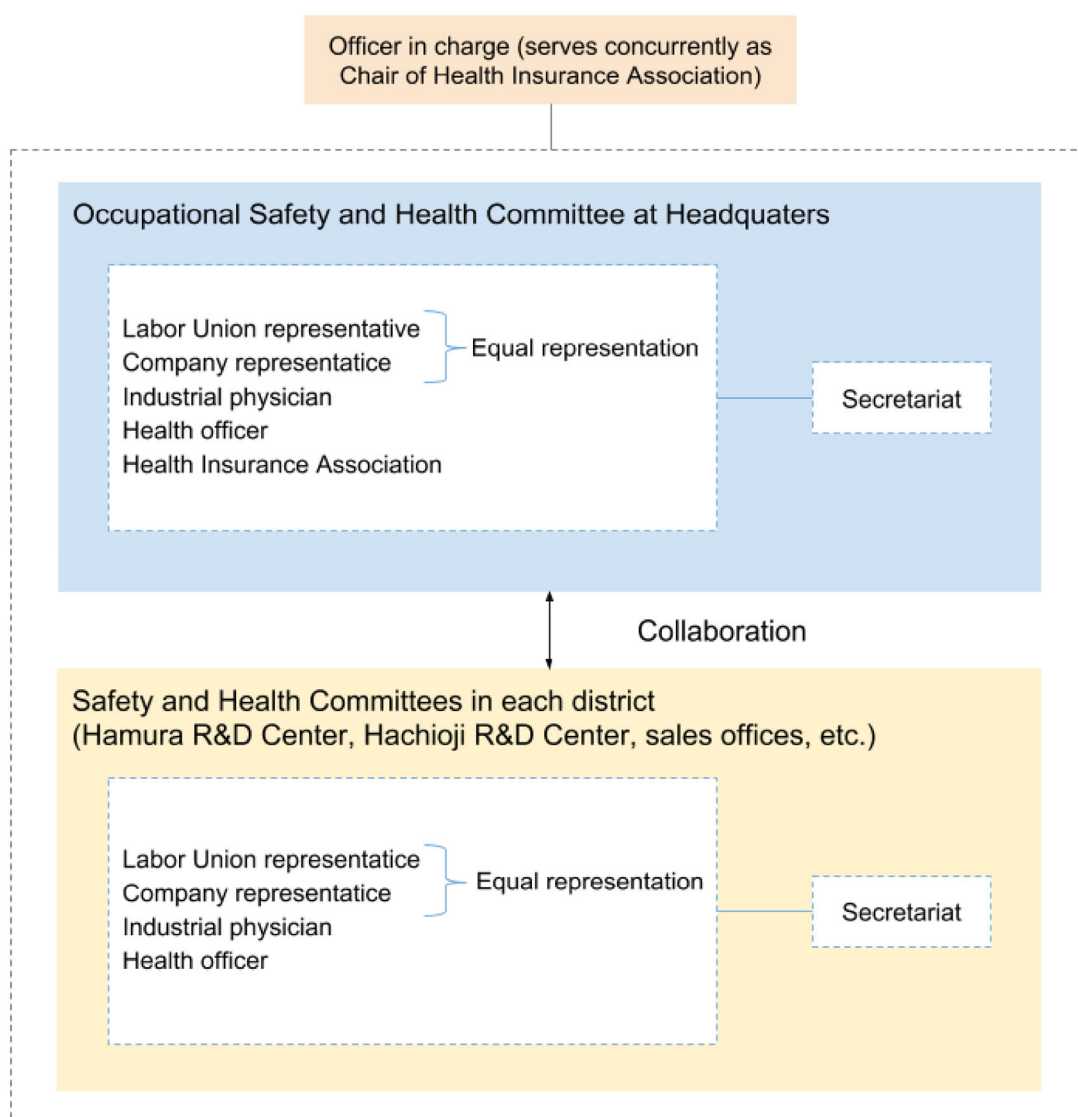 Officer in charge (serves concurrently as
Chair of Health Insurance Association)
Occupational Safety and Health Committee at Headquaters
Labor Union representative
Company representatice
Equal representation
Industrial physician
Health officer
Health Insurance Association
Secretariat
Collaboration
Safety and Health Committees in each district
(Hamura R&D Center, Hachioji R&D Center, sales offices, etc.)
Labor Union representatice
Company representatice
Equal representation
Industrial physician
Health officer
Secretariat